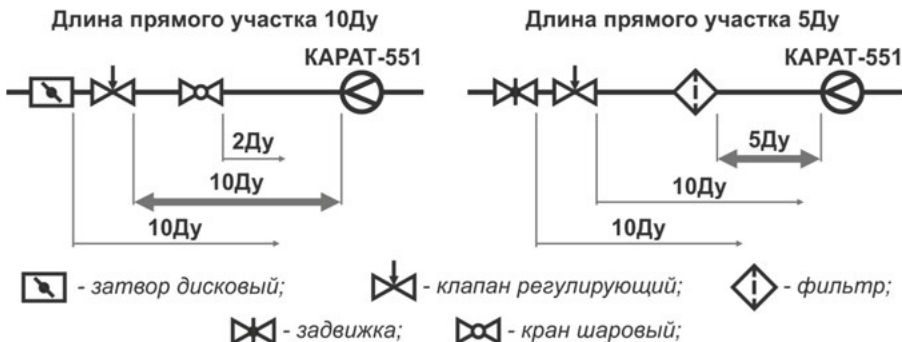 Длина прямого участка 10Ду
Длина прямого участка 5Ду
КАРАТ-551
КАРАТ-551
2Ду
10Ду
10Ду
5Ду
10Ду
10Ду
- затвор дисковый;
- клапан регулирующий;
- фильтр;
- задвижка;
- кран шаровый;